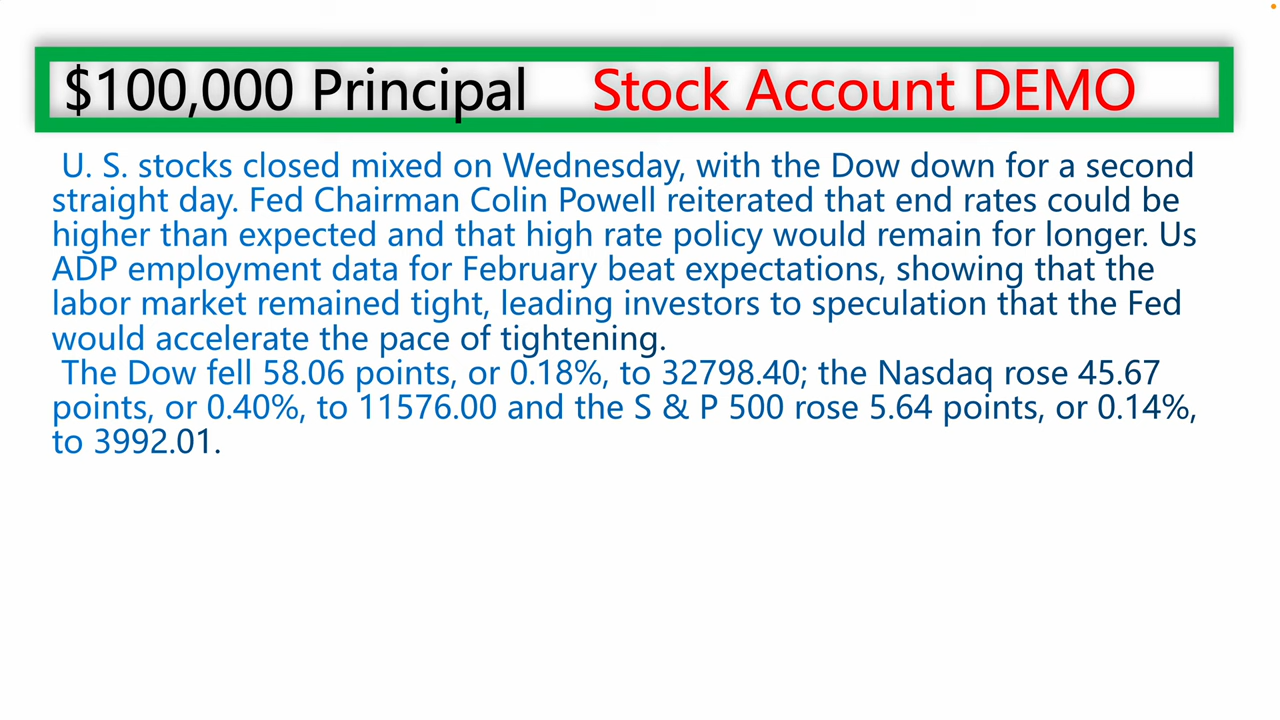 $100,000 Principal Stock Account DEMO
U. S. stocks closed mixed on Wednesday, with the Dow down for a second
straight day. Fed Chairman Colin Powell reiterated that end rates could be
higher than expected and that high rate policy would remain for longer. Us
ADP employment data for February beat expectations, showing that the
labor market remained tight, leading investors to speculation that the Fed
would accelerate the pace of tightening.
The Dow fell 58.06 points, or 0.18%, to 32798.40; the Nasdaq rose 45.67
points, or 0.40%, to 11576.00 and the S & P 500 rose 5.64 points, or 0.14%,
to 3992.01.